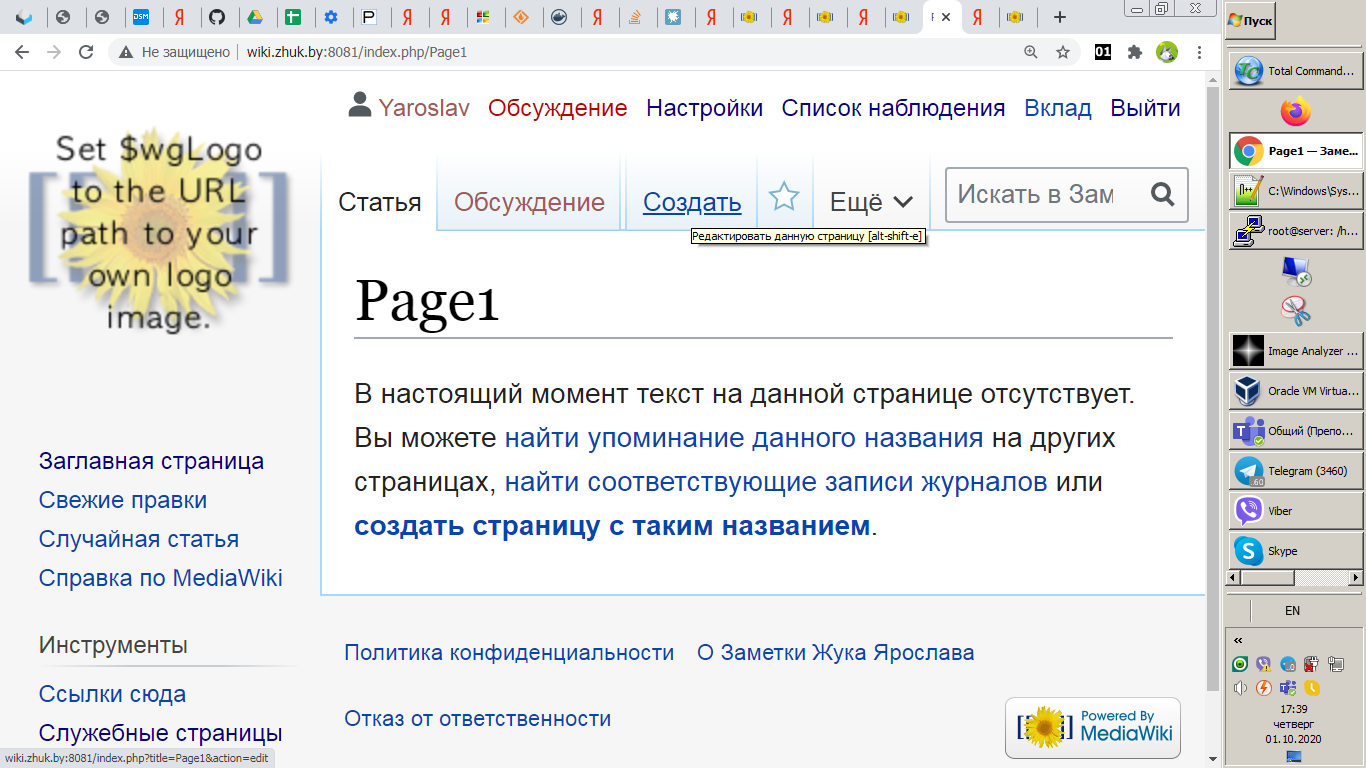 DSM
Я
P
Я
Я
Я
Я
Я
Я
Я
Не защищено
wiki.zhuk.by:8081/index.php/Page1
01
Yaroslav Обсуждение Настройки Список наблюдения Вклад Выйти
Set $wgLogo
to the URL
path to your
own logo
image.
Статья Обсуждение Создать Ещё
Искать в Зам
Редактировать данную страницу [alt-shift-e]
Page1
В настоящий момент текст на данной странице отсутствует.
Вы можете найти упоминание данного названия на других
страницах, найти соответствующие записи журналов или
создать страницу с таким названием.
Заглавная страница
Свежие правки
Случайная статья
Справка по MediaWiki
Инструменты
Ссылки сюда
Служебные страницы
Политика конфиденциальности О Заметки Жука Ярослава
Отказ от ответственности
Powered By
MediaWiki
wiki.zhuk.by:8081/index.php?title=Page1&action=edit
Пуск
Total Command...
Page1 — Заме...
C:\Windows\Sys...
root@server: /h...
Image Analyzer ...
Oracle VM Virtua...
Общий (Препо...
Telegram (3460)
Viber
Skype
EN
17:39
четверг
01.10.2020